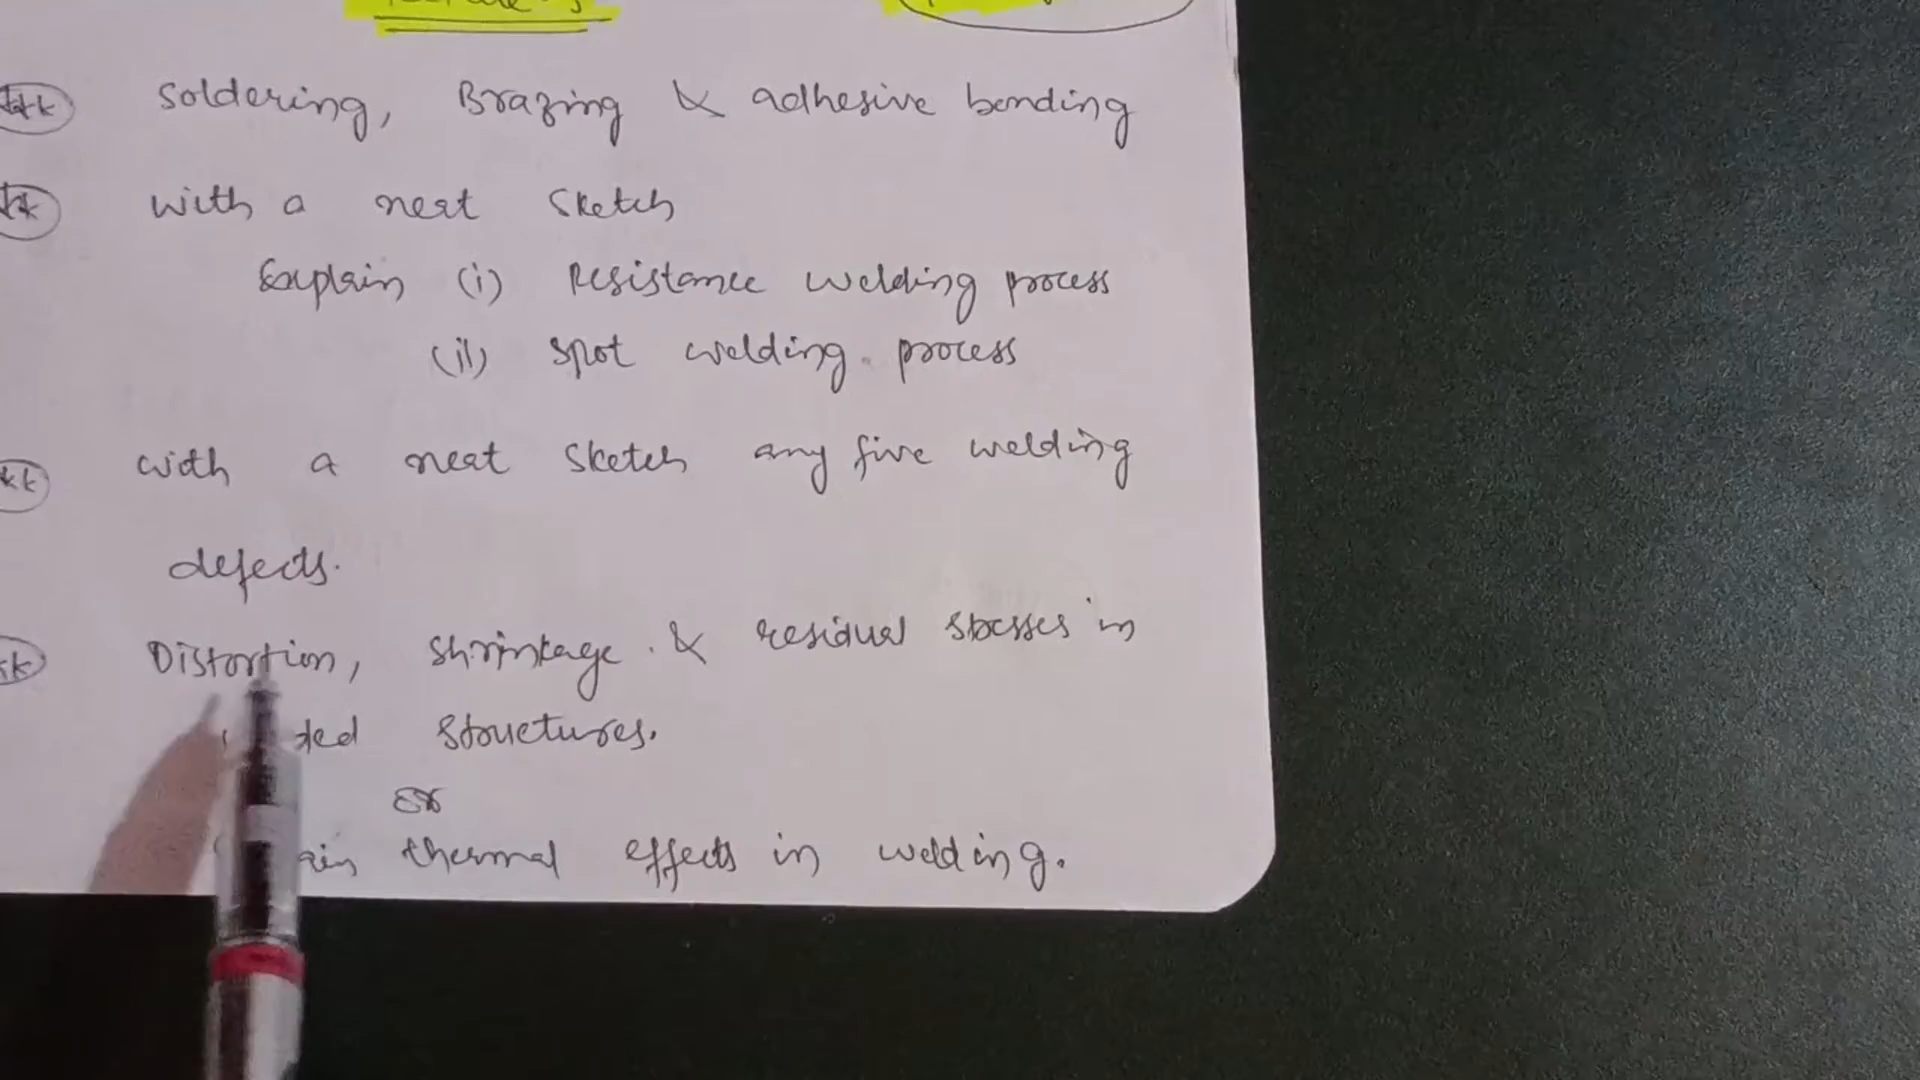 Soldering, Brazing & adhesive bonding
with a neat sketch
Explain (i) Resistance welding process
(ii) spot welding process
with a neat sketch any five welding
defects.
Distortion, shrinkage & residual stresses in
structures.
or
thermal effects in welding.